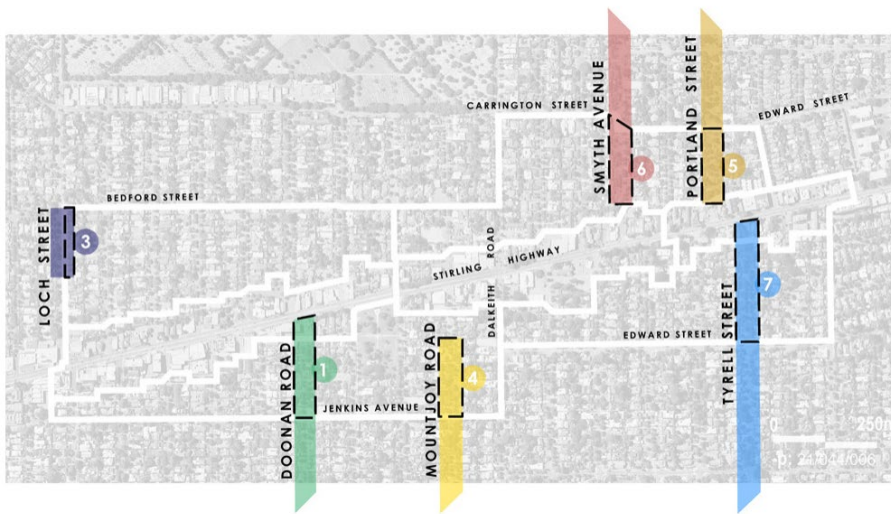 CARRINGTON STREET
SMYTH AVENUE
PORTLAND STREET
EDWARD STREET
6
5
BEDFORD STREET
LOCH STREET
3
STIRLING HIGHWAY
DALKEITH ROAD
7
TYRELL STREET
EDWARD STREET
DOONAN ROAD
1
MOUNTJOY ROAD
4
JENKINS AVENUE
0